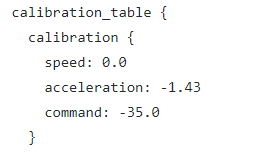 calibration_table {
  calibration {
    speed: 0.0
    acceleration: -1.43
    command: -35.0
  }